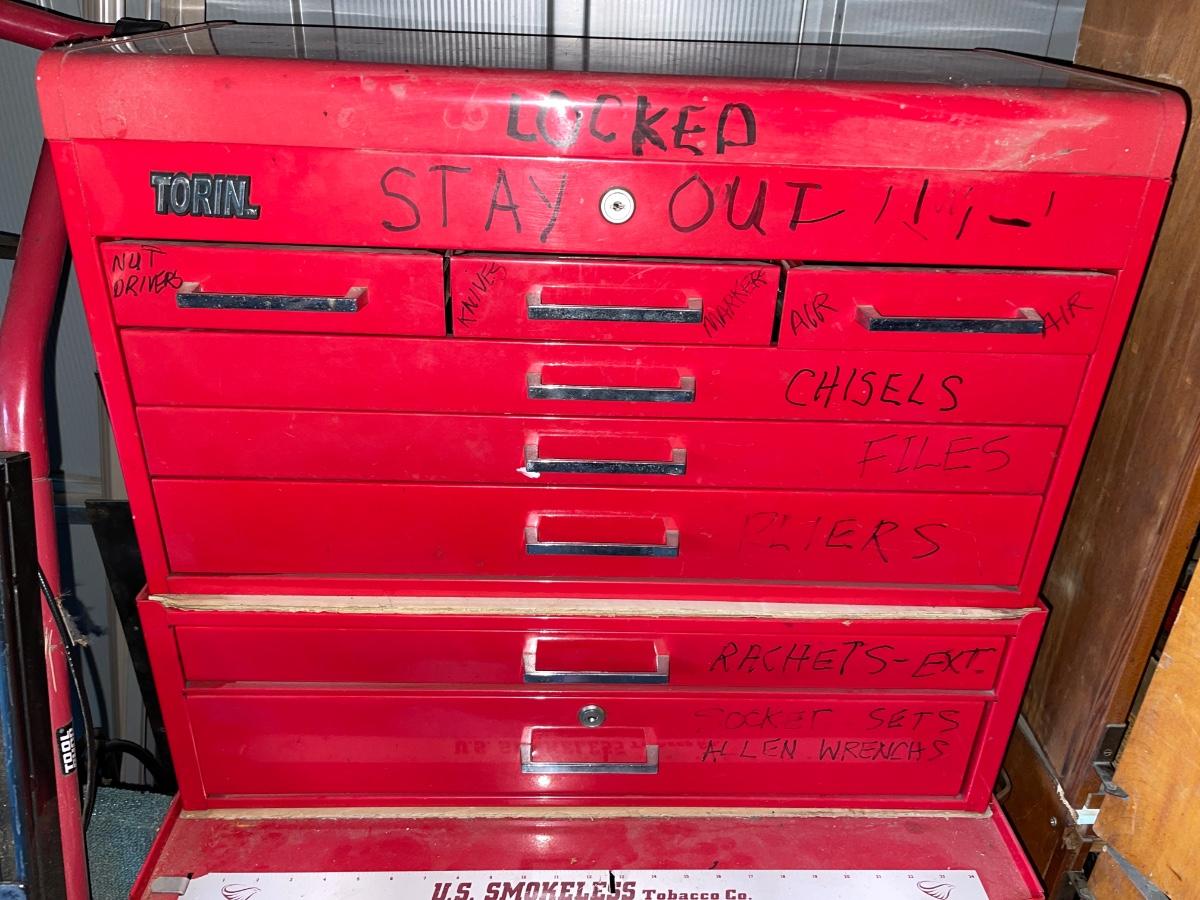 LOCKED
TORIN
STAY OUT !!!!
NUT
DRIVERS
KNIVES
MARKERS
AIR
CHISELS
FILES
PLIERS
RACHETS-EXT.
SOCKET SETS
ALLEN WRENCHS
TOOL
U.S. SMOKELESS Tobacco Co.